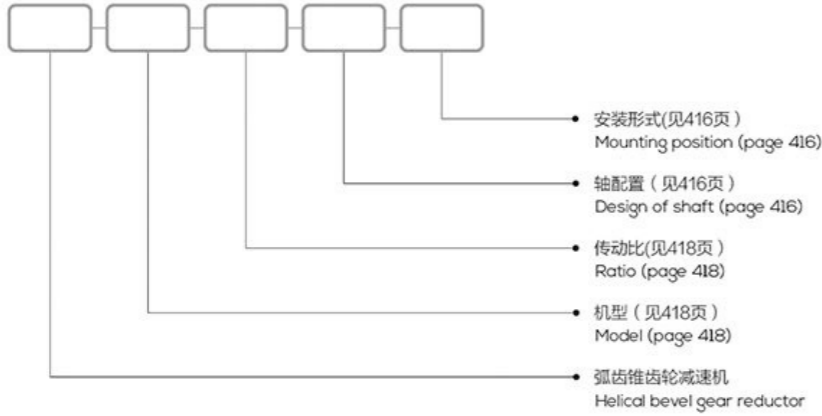 安装形式(见416页）
Mounting position (page 416)
轴配置（见416页）
Design of shaft (page 416)
传动比(见418页）
Ratio (page 418)
机型（见418页）
Model (page 418)
弧齿锥齿轮减速机
Helical bevel gear reductor